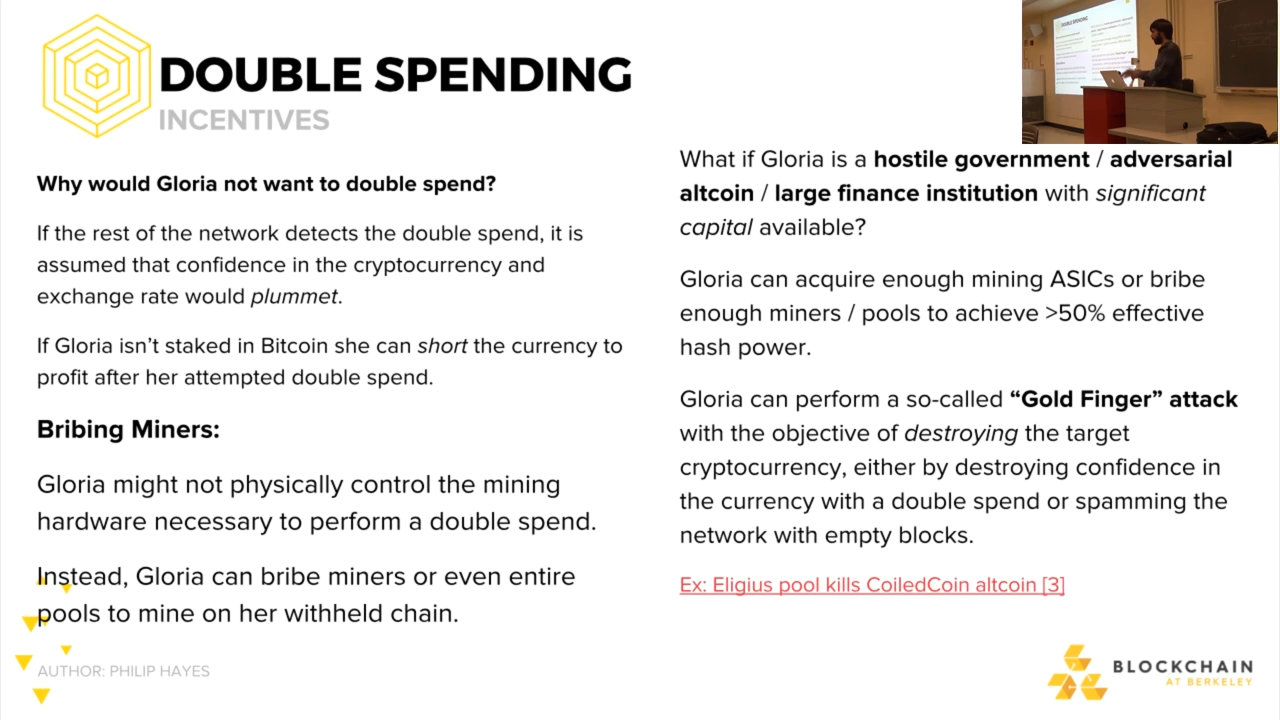 DOUBLE SPENDING
INCENTIVES
Why would Gloria not want to double spend?
If the rest of the network detects the double spend, it is
assumed that confidence in the cryptocurrency and
exchange rate would plummet.
If Gloria isn’t staked in Bitcoin she can short the currency to
profit after her attempted double spend.
Bribing Miners:
Gloria might not physically control the mining
hardware necessary to perform a double spend.
Instead, Gloria can bribe miners or even entire
pools to mine on her withheld chain.
AUTHOR: PHILIP HAYES
What if Gloria is a hostile government / adversarial
altcoin / large finance institution with significant
capital available?
Gloria can acquire enough mining ASICs or bribe
enough miners / pools to achieve >50% effective
hash power.
Gloria can perform a so-called “Gold Finger” attack
with the objective of destroying the target
cryptocurrency, either by destroying confidence in
the currency with a double spend or spamming the
network with empty blocks.
Ex: Eligius pool kills CoiledCoin altcoin [3]
BLOCKCHAIN
AT BERKELEY
DOUBLE SPENDING